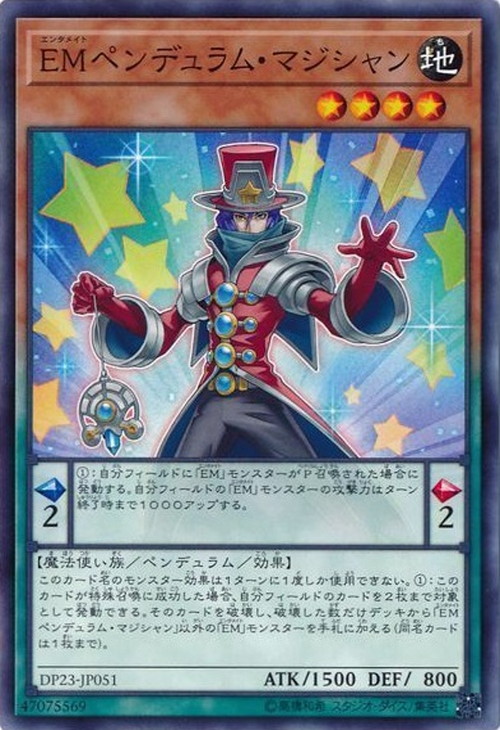 エンタメイト
EMペンデュラム・マジシャン
地
①:自分フィールドに「EM」モンスターがP召喚された場合に
発動する。自分フィールドの「EM」モンスターの攻撃力はターン
終了時まで1000アップする。
2
2
【魔法使い族/ペンデュラム/効果】
このカード名のモンスター効果は1ターンに1度しか使用できない。①:この
カードが特殊召喚に成功した場合、自分フィールドのカードを2枚まで対象
として発動できる。そのカードを破壊し、破壊した数だけデッキから「EM
ペンデュラム・マジシャン」以外の「EM」モンスターを手札に加える(同名カード
は1枚まで)。
DP23-JP051
ATK/1500 DEF/ 800
47075569
©高橋和希 スタジオ・ダイス/集英社